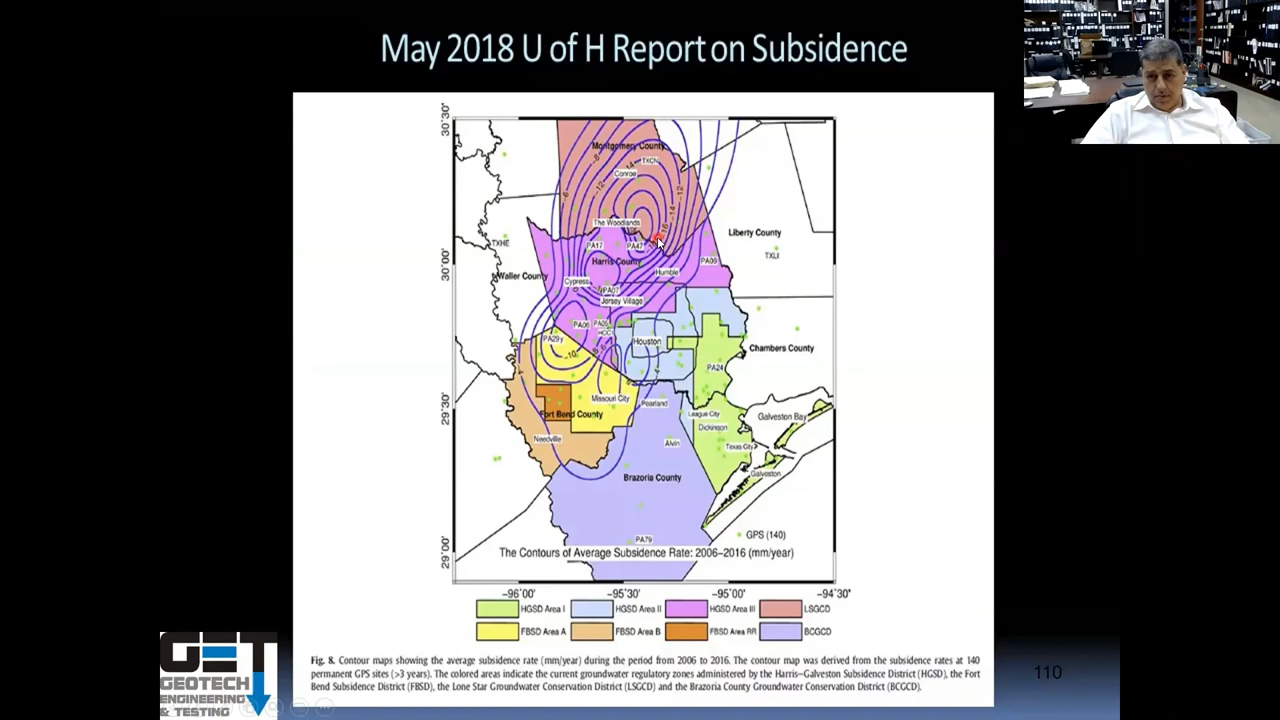 May 2018 U of H Report on Subsidence
30˚30'
30˚00'
29˚30'
29˚00'
Montgomery County
TXCN
Conroe
The Woodlands
PA17
PA47
Harris County
Humble
PA09
Liberty County
TXLI
TXHE
Waller County
Cypress
PA07
Jersey Village
PA06
Houston
Chambers County
PA24
-10
Missouri City
Fort Bend County
Pearland
League City
Dickinson
Galveston Bay
Needville
Alvin
Texas City
Galveston
Brazoria County
PA79
GPS (140)
The Contours of Average Subsidence Rate: 2006–2016 (mm/year)
-96˚00'
-95˚30'
-95˚00'
-94˚30'
HGSD Area I
HGSD Area II
HGSD Area III
LSGCD
FBSD Area A
FBSD Area B
FBSD Area RR
BCGCD
Fig. 8. Contour maps showing the average subsidence rate (mm/year) during the period from 2006 to 2016. The contour map was derived from the subsidence rates at 140
permanent GPS sites (>3 years). The colored areas indicate the current groundwater regulatory zones administered by the Harris–Galveston Subsidence District (HGSD), the Fort
Bend Subsidence District (FBSD), the Lone Star Groundwater Conservation District (LSGCD) and the Brazoria County Groundwater Conservation District (BCGCD).
GET
GEOTECH
ENGINEERING
& TESTING
110